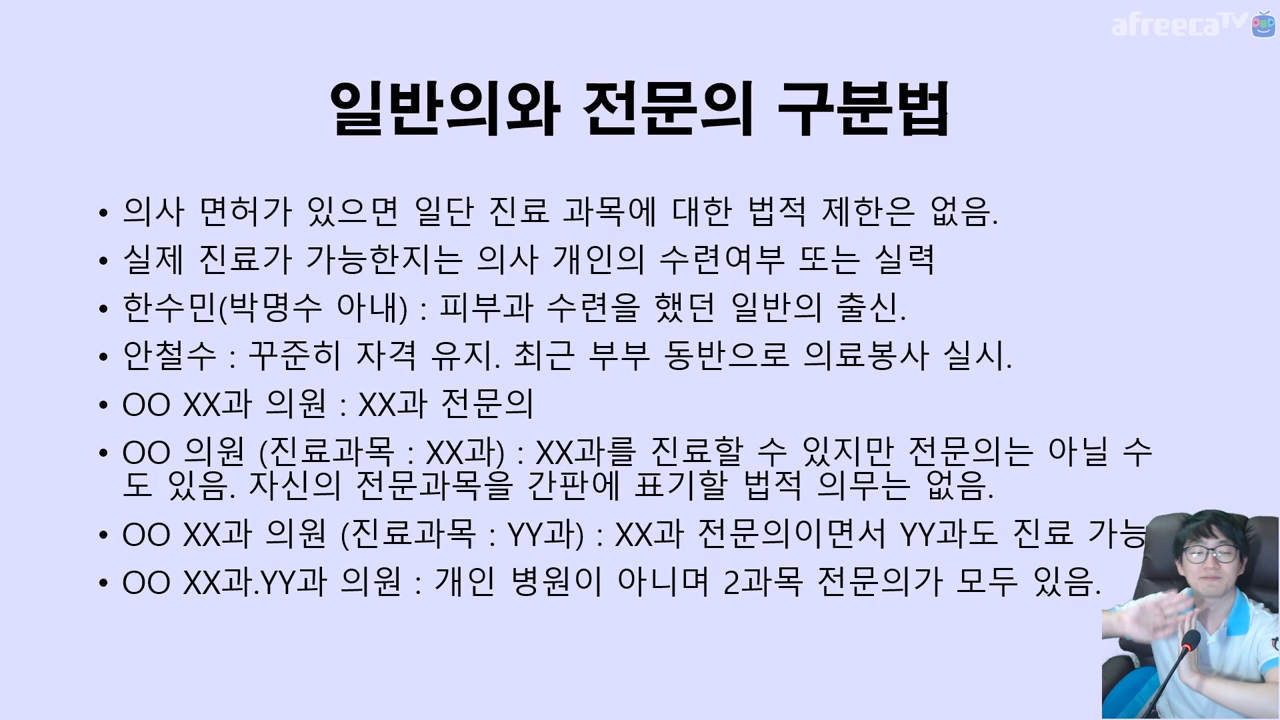 afreecaTV
일반의와 전문의 구분법
• 의사 면허가 있으면 일단 진료 과목에 대한 법적 제한은 없음.
• 실제 진료가 가능한지는 의사 개인의 수련여부 또는 실력
• 한수민(박명수 아내) : 피부과 수련을 했던 일반의 출신.
• 안철수 : 꾸준히 자격 유지. 최근 부부 동반으로 의료봉사 실시.
• OO XX과 의원 : XX과 전문의
• OO 의원 (진료과목 : XX과) : XX과를 진료할 수 있지만 전문의는 아닐 수
도 있음. 자신의 전문과목을 간판에 표기할 법적 의무는 없음.
• OO XX과 의원 (진료과목 : YY과) : XX과 전문의이면서 YY과도 진료 가능
• OO XX과.YY과 의원 : 개인 병원이 아니며 2과목 전문의가 모두 있음.